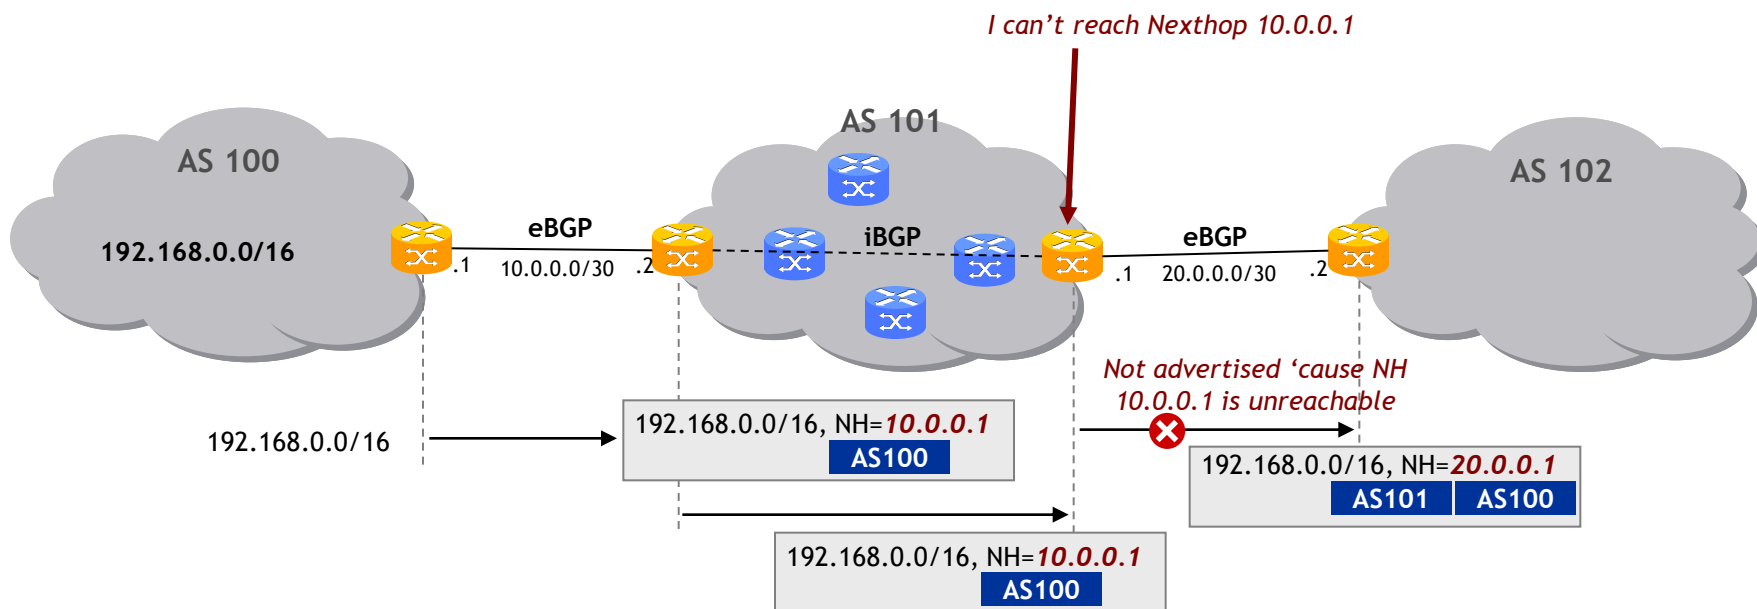 I can’t reach Nexthop 10.0.0.1
AS 100
AS 101
AS 102
192.168.0.0/16
eBGP
iBGP
eBGP
.1
10.0.0.0/30
.2
.1
20.0.0.0/30
.2
Not advertised ‘cause NH
10.0.0.1 is unreachable
192.168.0.0/16
192.168.0.0/16, NH=10.0.0.1
AS100
192.168.0.0/16, NH=20.0.0.1
AS101 AS100
192.168.0.0/16, NH=10.0.0.1
AS100